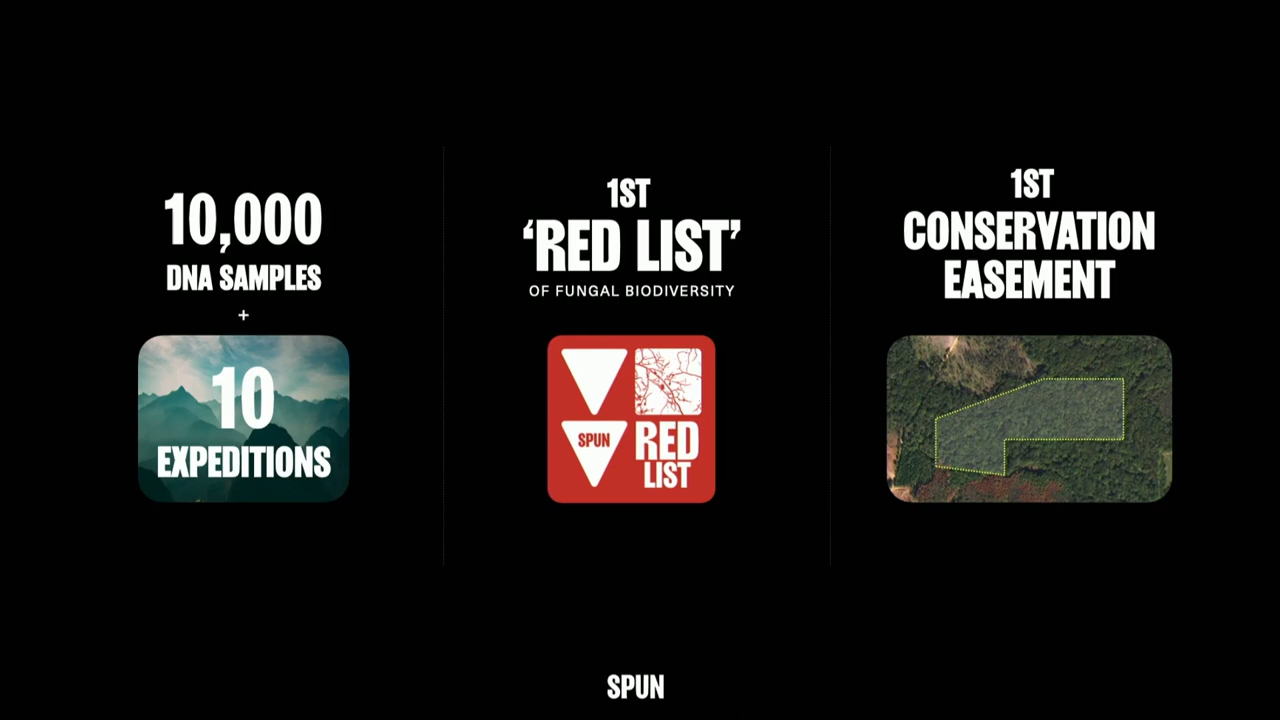 10,000
DNA SAMPLES
+
10
EXPEDITIONS
1ST
‘RED LIST’
OF FUNGAL BIODIVERSITY
SPUN
RED
LIST
1ST
CONSERVATION
EASEMENT
SPUN